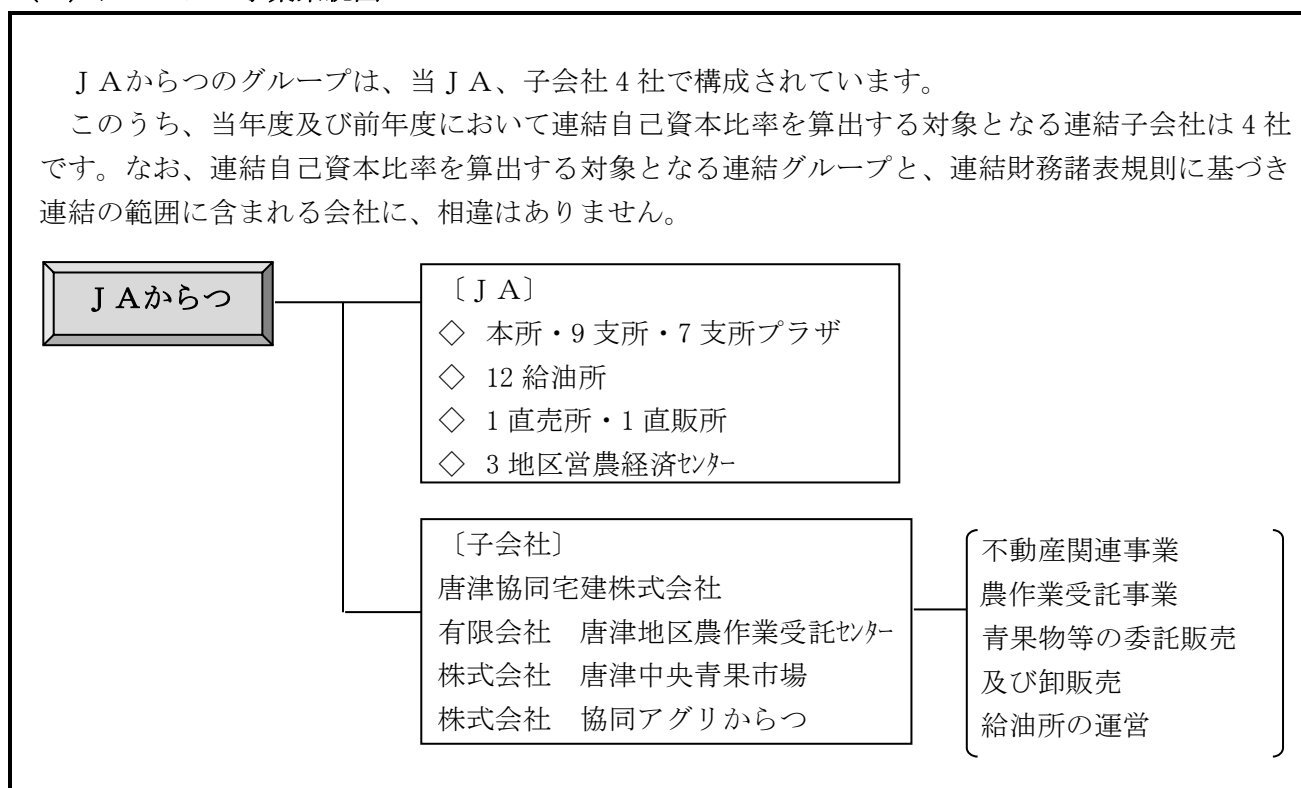 ＪＡからつのグループは、当ＪＡ、子会社４社で構成されています。
このうち、当年度及び前年度において連結自己資本比率を算出する対象となる連結子会社は４社
です。なお、連結自己資本比率を算出する対象となる連結グループと、連結財務諸表規則に基づき
連結の範囲に含まれる会社に、相違はありません。
ＪＡからつ
〔ＪＡ〕
◇ 本所・9 支所・7 支所プラザ
◇ 12 給油所
◇ 1 直売所・1 直販所
◇ 3 地区営農経済ｾﾝﾀｰ
〔子会社〕
唐津協同宅建株式会社
有限会社　唐津地区農作業受託ｾﾝﾀｰ
株式会社　唐津中央青果市場
株式会社　協同アグリからつ
不動産関連事業
農作業受託事業
青果物等の委託販売
及び卸販売
給油所の運営